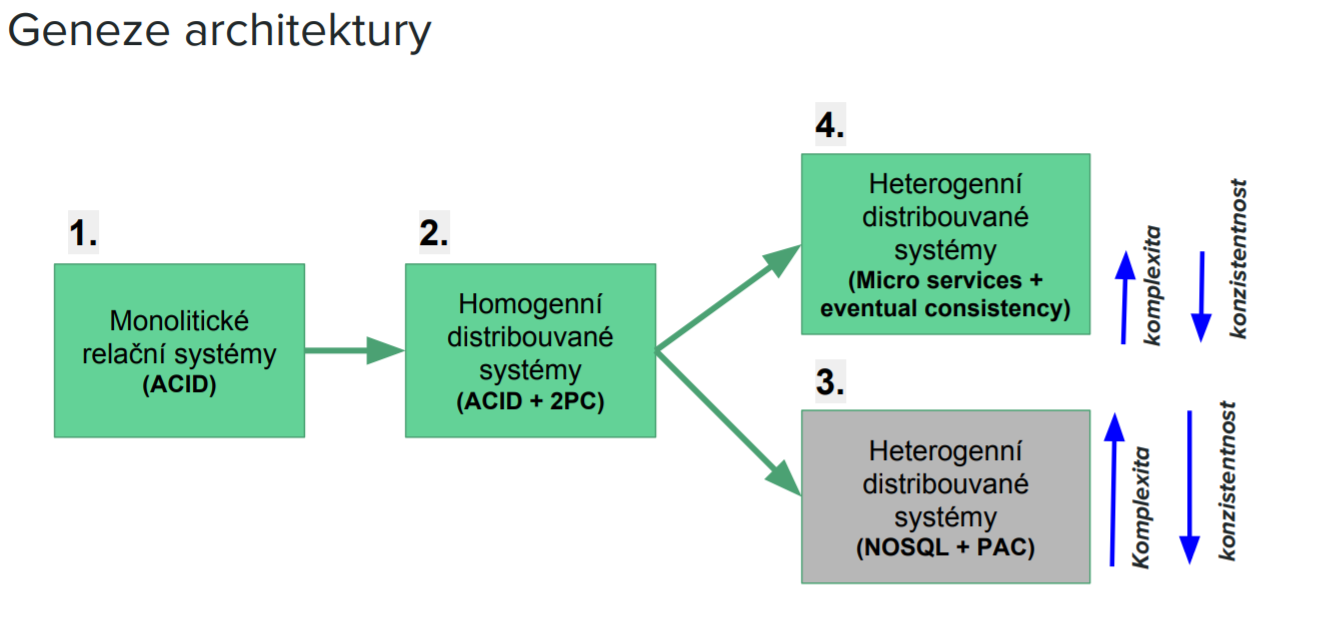 Geneze architektury
1.
Monolitické
relační systémy
(ACID)
2.
Homogenní
distribouvané
systémy
(ACID + 2PC)
4.
Heterogenní
distribouvané
systémy
(Micro services +
eventual consistency)
komplexita
konzistentnost
3.
Heterogenní
distribouvané
systémy
(NOSQL + PAC)
Komplexita
konzistentnost